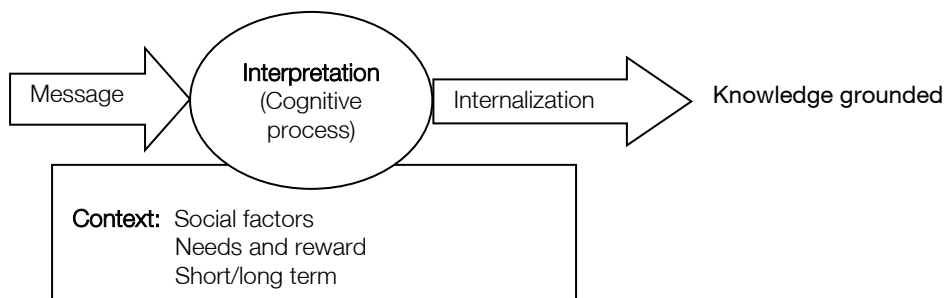 Message
Interpretation
(Cognitive
process)
Internalization
Knowledge grounded
Context: Social factors
Needs and reward
Short/long term